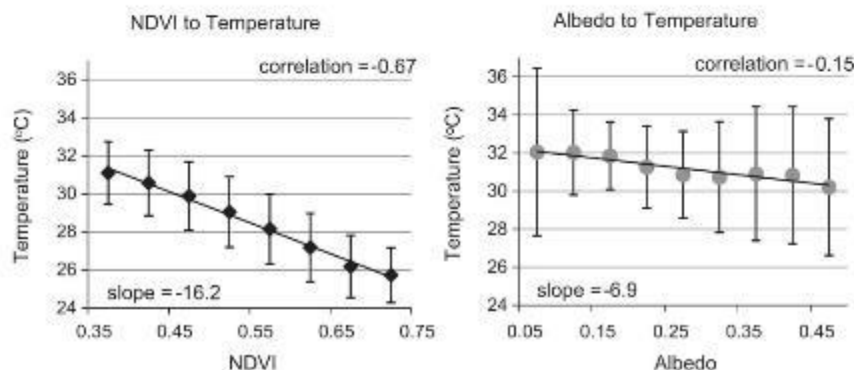 NDVI to Temperature
correlation =-0.67
Temperature (ºC)
36
34
32
30
28
26
24
slope =-16.2
0.35
0.45
0.55
0.65
0.75
NDVI
Albedo to Temperature
correlation =-0.15
Temperature (ºC)
36
34
32
30
28
26
24
slope =-6.9
0.05
0.15
0.25
0.35
0.45
Albedo